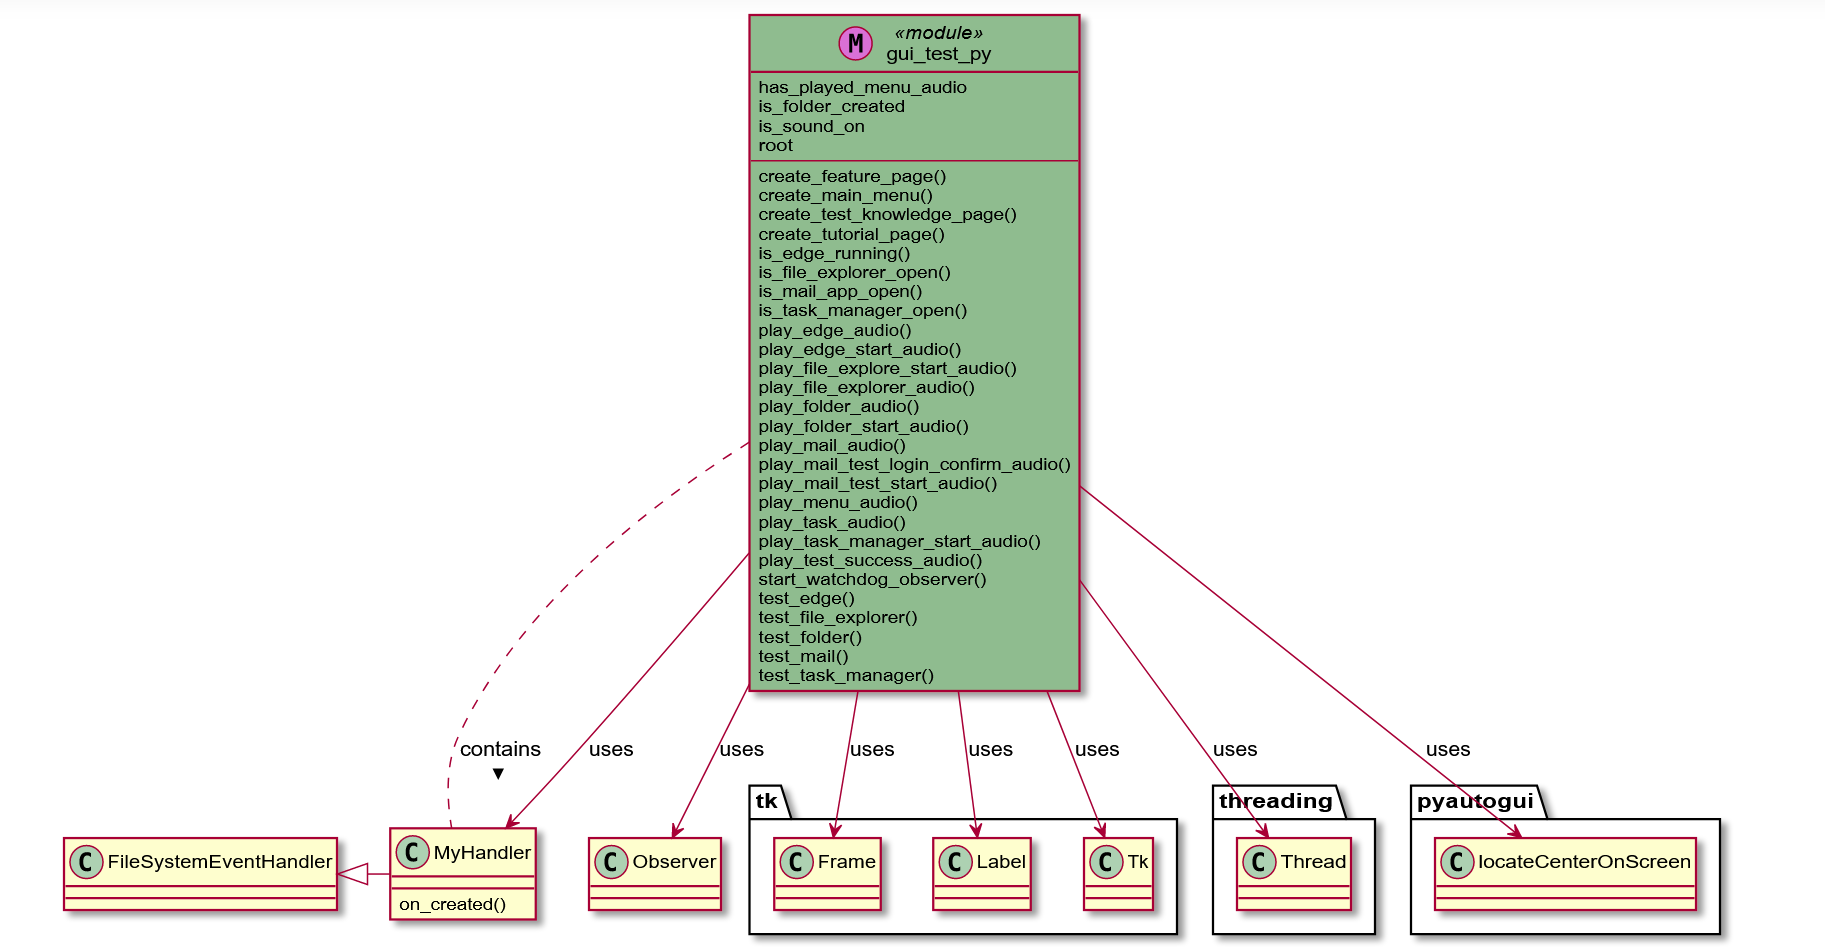 M
«module»
gui_test_py
has_played_menu_audio
is_folder_created
is_sound_on
root
create_feature_page()
create_main_menu()
create_test_knowledge_page()
create_tutorial_page()
is_edge_running()
is_file_explorer_open()
is_mail_app_open()
is_task_manager_open()
play_edge_audio()
play_edge_start_audio()
play_file_explore_start_audio()
play_file_explorer_audio()
play_folder_audio()
play_folder_start_audio()
play_mail_audio()
play_mail_test_login_confirm_audio()
play_mail_test_start_audio()
play_menu_audio()
play_task_audio()
play_task_manager_start_audio()
play_test_success_audio()
start_watchdog_observer()
test_edge()
test_file_explorer()
test_folder()
test_mail()
test_task_manager()
contains
uses
uses
uses
uses
uses
uses
uses
tk
threading
pyautogui
C FileSystemEventHandler
C MyHandler
on_created()
C Observer
C Frame
C Label
C Tk
C Thread
C locateCenterOnScreen